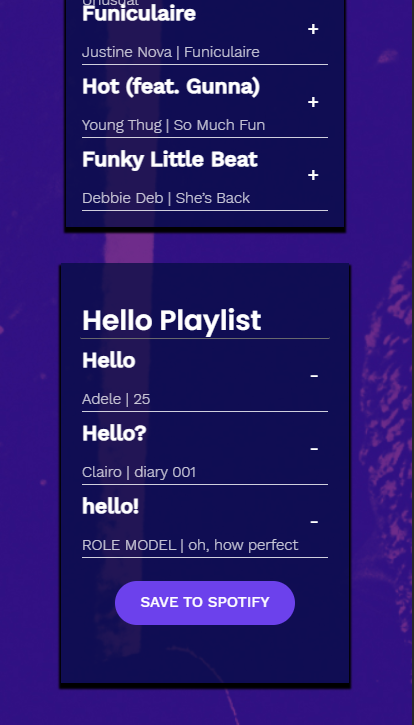 Unusual
Funiculaire
+
Justine Nova | Funiculaire
Hot (feat. Gunna)
+
Young Thug | So Much Fun
Funky Little Beat
+
Debbie Deb | She's Back
Hello Playlist
Hello
-
Adele | 25
Hello?
-
Clairo | diary 001
hello!
-
ROLE MODEL | oh, how perfect
SAVE TO SPOTIFY